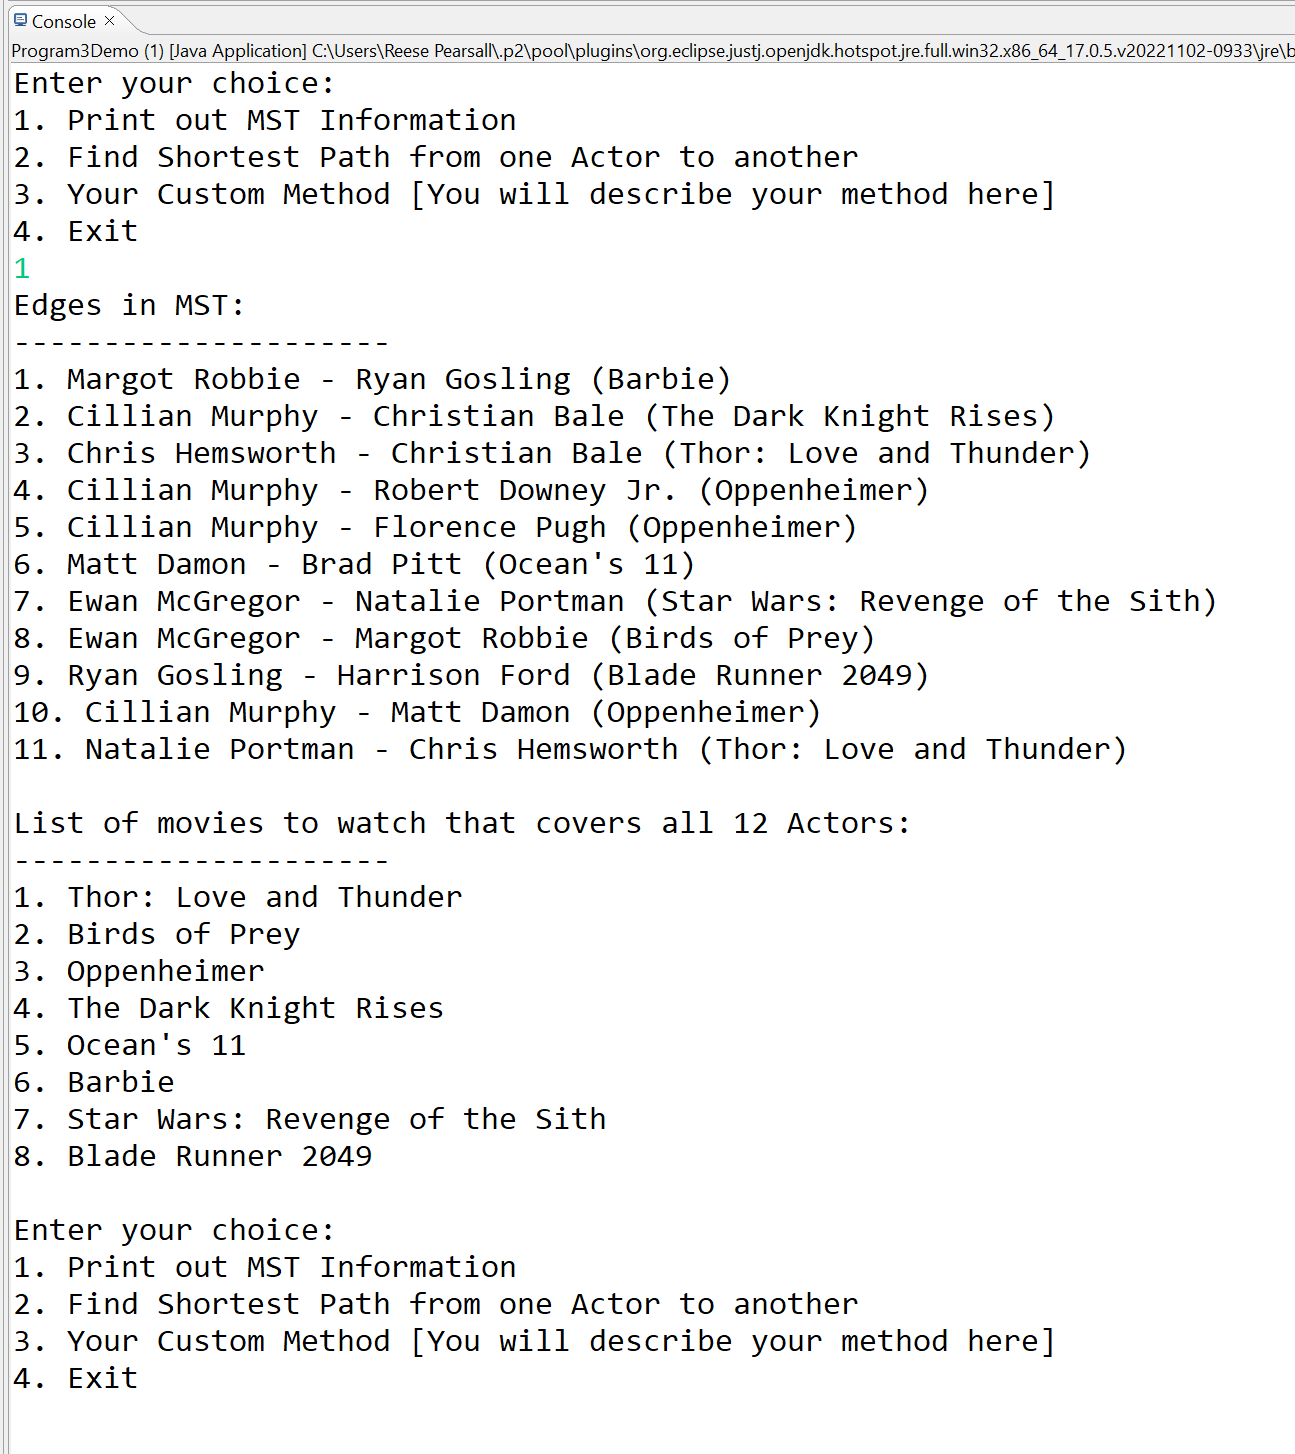 Console
Program3Demo (1) [Java Application] C:\Users\Reese Pearsall\.p2\pool\plugins\org.eclipse.justj.openjdk.hotspot.jre.full.win32.x86_64_17.0.5.v20221102-0933\jre\b
Enter your choice:
1. Print out MST Information
2. Find Shortest Path from one Actor to another
3. Your Custom Method [You will describe your method here]
4. Exit
1
Edges in MST:
---------------------
1. Margot Robbie - Ryan Gosling (Barbie)
2. Cillian Murphy - Christian Bale (The Dark Knight Rises)
3. Chris Hemsworth - Christian Bale (Thor: Love and Thunder)
4. Cillian Murphy - Robert Downey Jr. (Oppenheimer)
5. Cillian Murphy - Florence Pugh (Oppenheimer)
6. Matt Damon - Brad Pitt (Ocean's 11)
7. Ewan McGregor - Natalie Portman (Star Wars: Revenge of the Sith)
8. Ewan McGregor - Margot Robbie (Birds of Prey)
9. Ryan Gosling - Harrison Ford (Blade Runner 2049)
10. Cillian Murphy - Matt Damon (Oppenheimer)
11. Natalie Portman - Chris Hemsworth (Thor: Love and Thunder)

List of movies to watch that covers all 12 Actors:
---------------------
1. Thor: Love and Thunder
2. Birds of Prey
3. Oppenheimer
4. The Dark Knight Rises
5. Ocean's 11
6. Barbie
7. Star Wars: Revenge of the Sith
8. Blade Runner 2049

Enter your choice:
1. Print out MST Information
2. Find Shortest Path from one Actor to another
3. Your Custom Method [You will describe your method here]
4. Exit